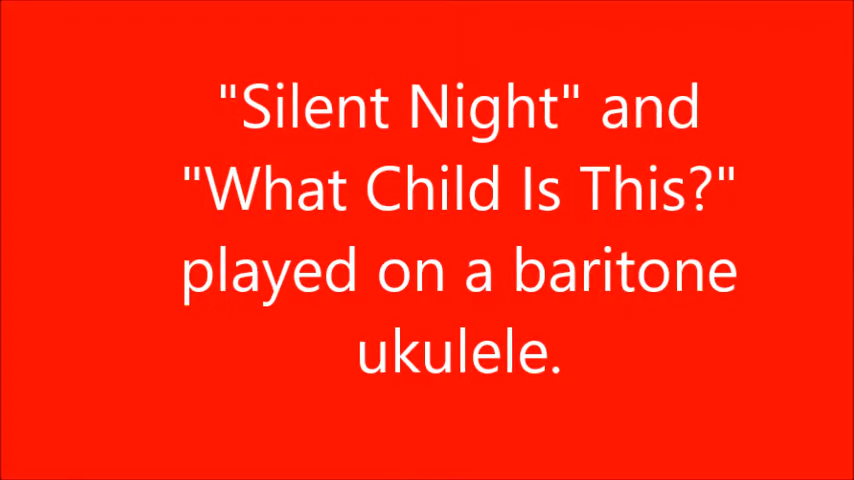 "Silent Night" and
"What Child Is This?"
played on a baritone
ukulele.